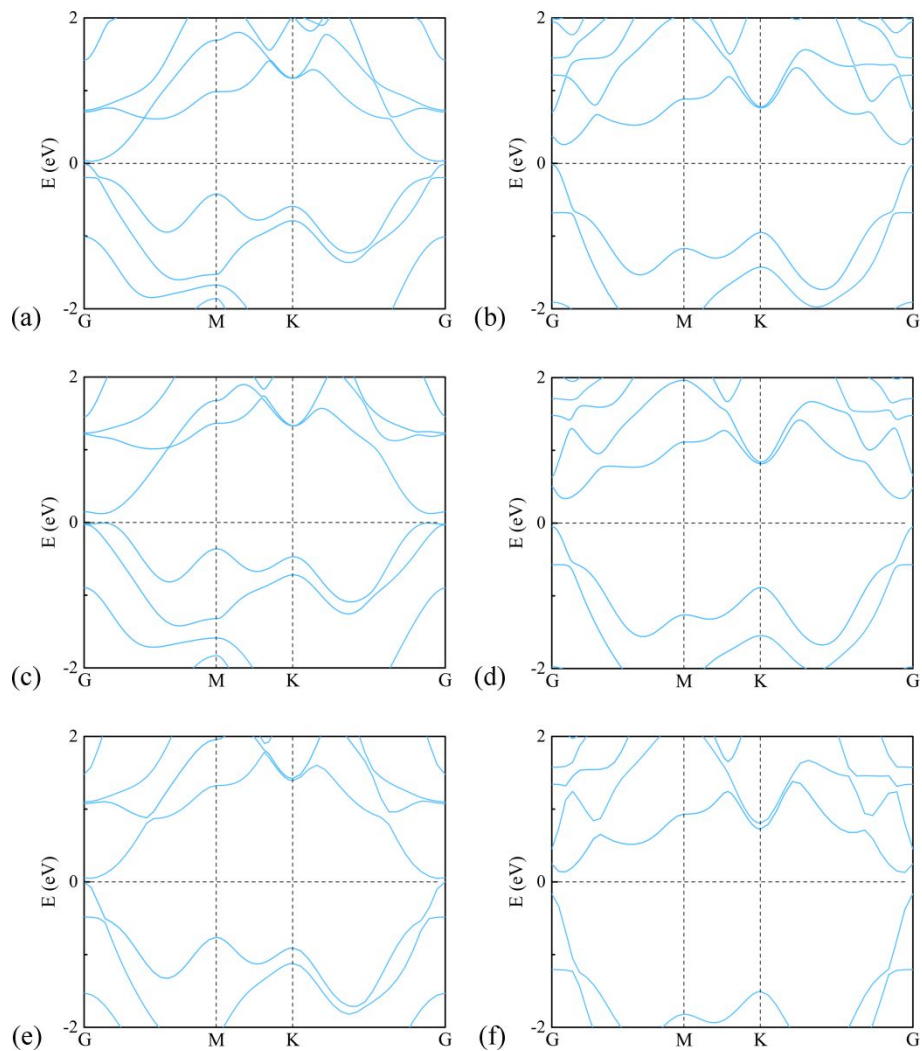 2 2
E (eV) 0 E (eV) 0
-2 -2
(a) G M K G (b) G M K G
2 2
E (eV) 0 E (eV) 0
-2 -2
(c) G M K G (d) G M K G
2 2
E (eV) 0 E (eV) 0
-2 -2
(e) G M K G (f) G M K G